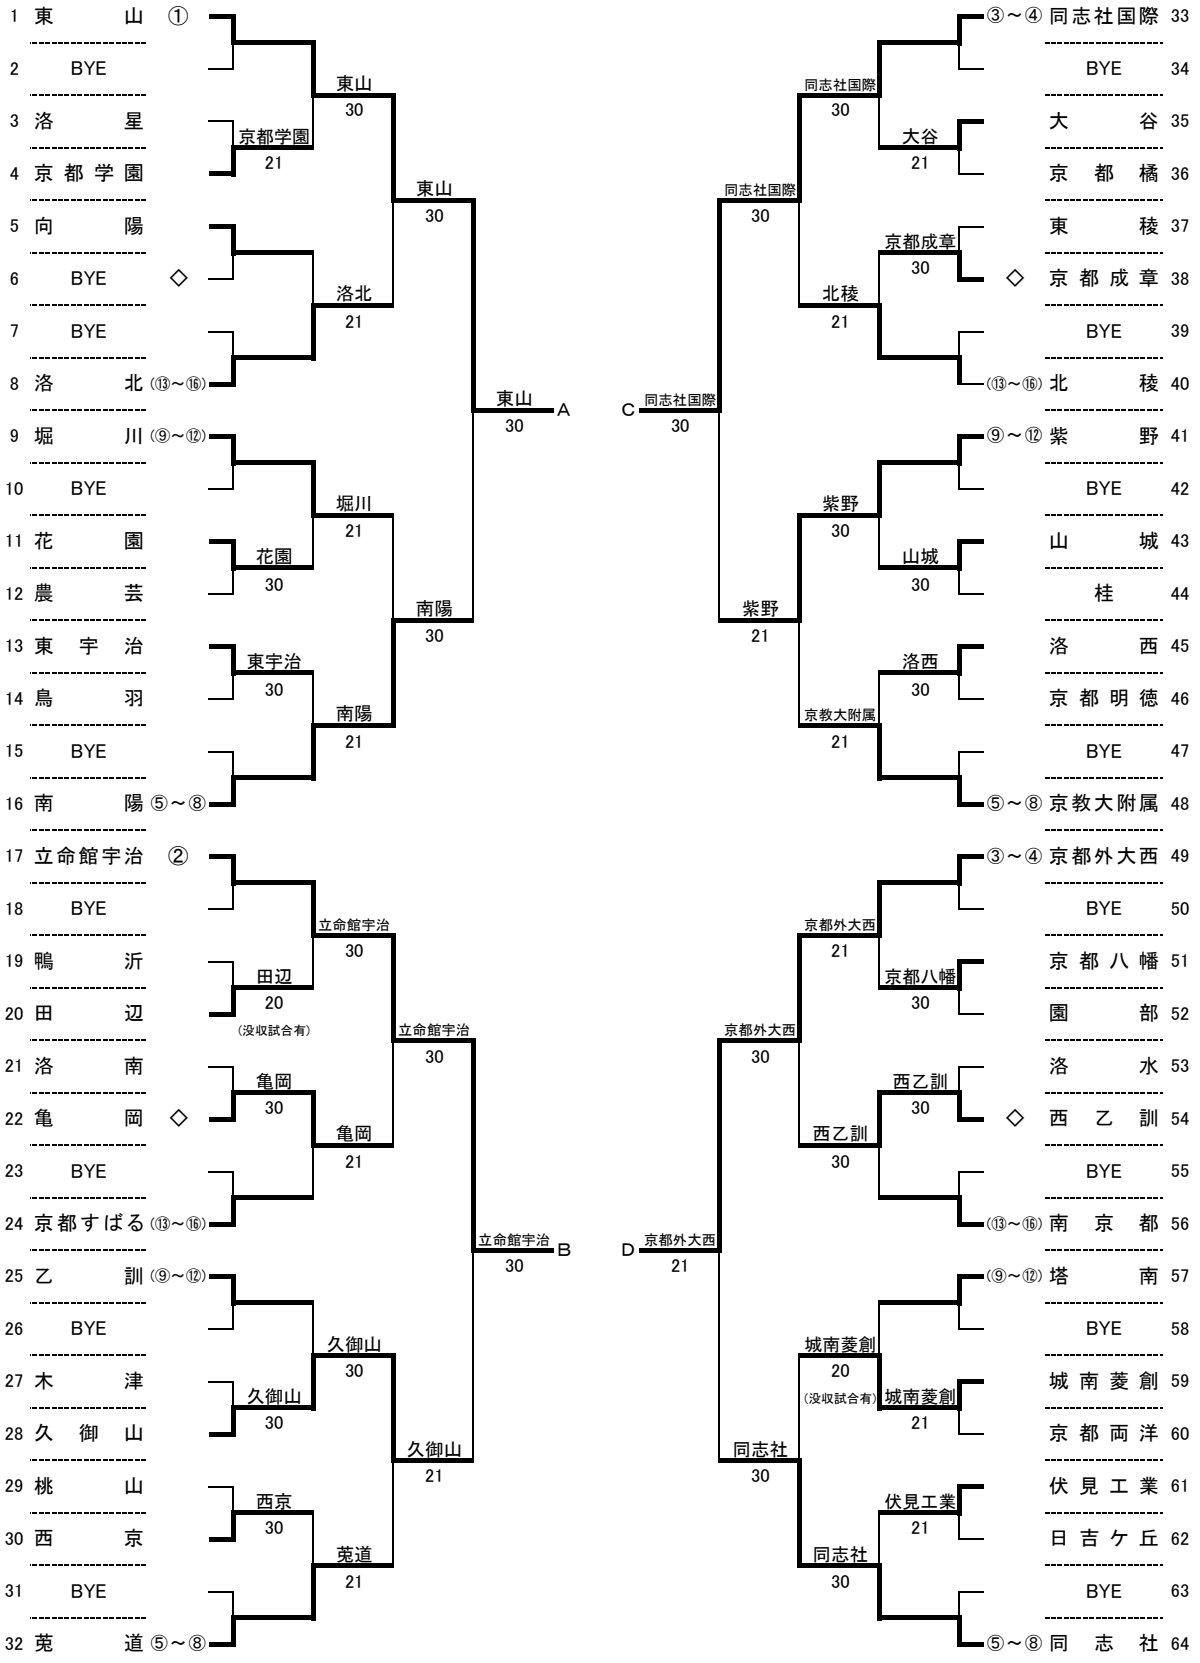 1 東山 ①
2 BYE
3 洛星
4 京都学園
5 向陽
6 BYE ◇
7 BYE
8 洛北 (⑬～⑯)
9 堀川 (⑨～⑫)
10 BYE
11 花園
12 農芸
13 東宇治
14 鳥羽
15 BYE
16 南陽 ⑤～⑧
17 立命館宇治 ②
18 BYE
19 鴨沂
20 田辺
21 洛南
22 亀岡 ◇
23 BYE
24 京都すばる (⑬～⑯)
25 乙訓 (⑨～⑫)
26 BYE
27 木津
28 久御山
29 桃山
30 西京
31 BYE
32 莵道 ⑤～⑧
京都学園
21
花園
30
東宇治
30
田辺
20
(没収試合有)
亀岡
30
久御山
30
西京
30
東山
30
洛北
21
堀川
21
南陽
21
立命館宇治
30
亀岡
21
久御山
30
莵道
21
東山
30
南陽
30
立命館宇治
30
久御山
21
東山 A
30
立命館宇治 B
30
C 同志社国際
30
D 京都外大西
21
同志社国際
30
紫野
21
京都外大西
30
同志社
30
同志社国際
30
北稜
21
紫野
30
京教大附属
21
京都外大西
21
西乙訓
30
城南菱創
20
(没収試合有)
同志社
30
大谷
21
京都成章
30
山城
30
洛西
30
京都八幡
30
西乙訓
30
城南菱創
21
伏見工業
21
③～④ 同志社国際 33
BYE 34
大谷 35
京都橘 36
東稜 37
◇ 京都成章 38
BYE 39
(⑬～⑯) 北稜 40
⑨～⑫ 紫野 41
BYE 42
山城 43
桂 44
洛西 45
京都明徳 46
BYE 47
⑤～⑧ 京教大附属 48
③～④ 京都外大西 49
BYE 50
京都八幡 51
園部 52
洛水 53
◇ 西乙訓 54
BYE 55
(⑬～⑯) 南京都 56
(⑨～⑫) 塔南 57
BYE 58
城南菱創 59
京都両洋 60
伏見工業 61
日吉ケ丘 62
BYE 63
⑤～⑧ 同志社 64